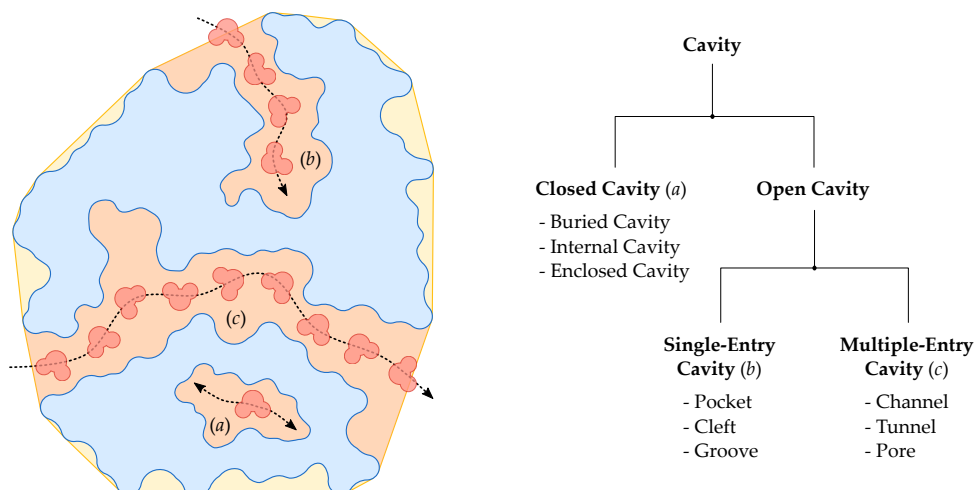 (b)
(c)
(a)
Cavity
Closed Cavity (a)
- Buried Cavity
- Internal Cavity
- Enclosed Cavity
Open Cavity
Single-Entry
Cavity (b)
- Pocket
- Cleft
- Groove
Multiple-Entry
Cavity (c)
- Channel
- Tunnel
- Pore